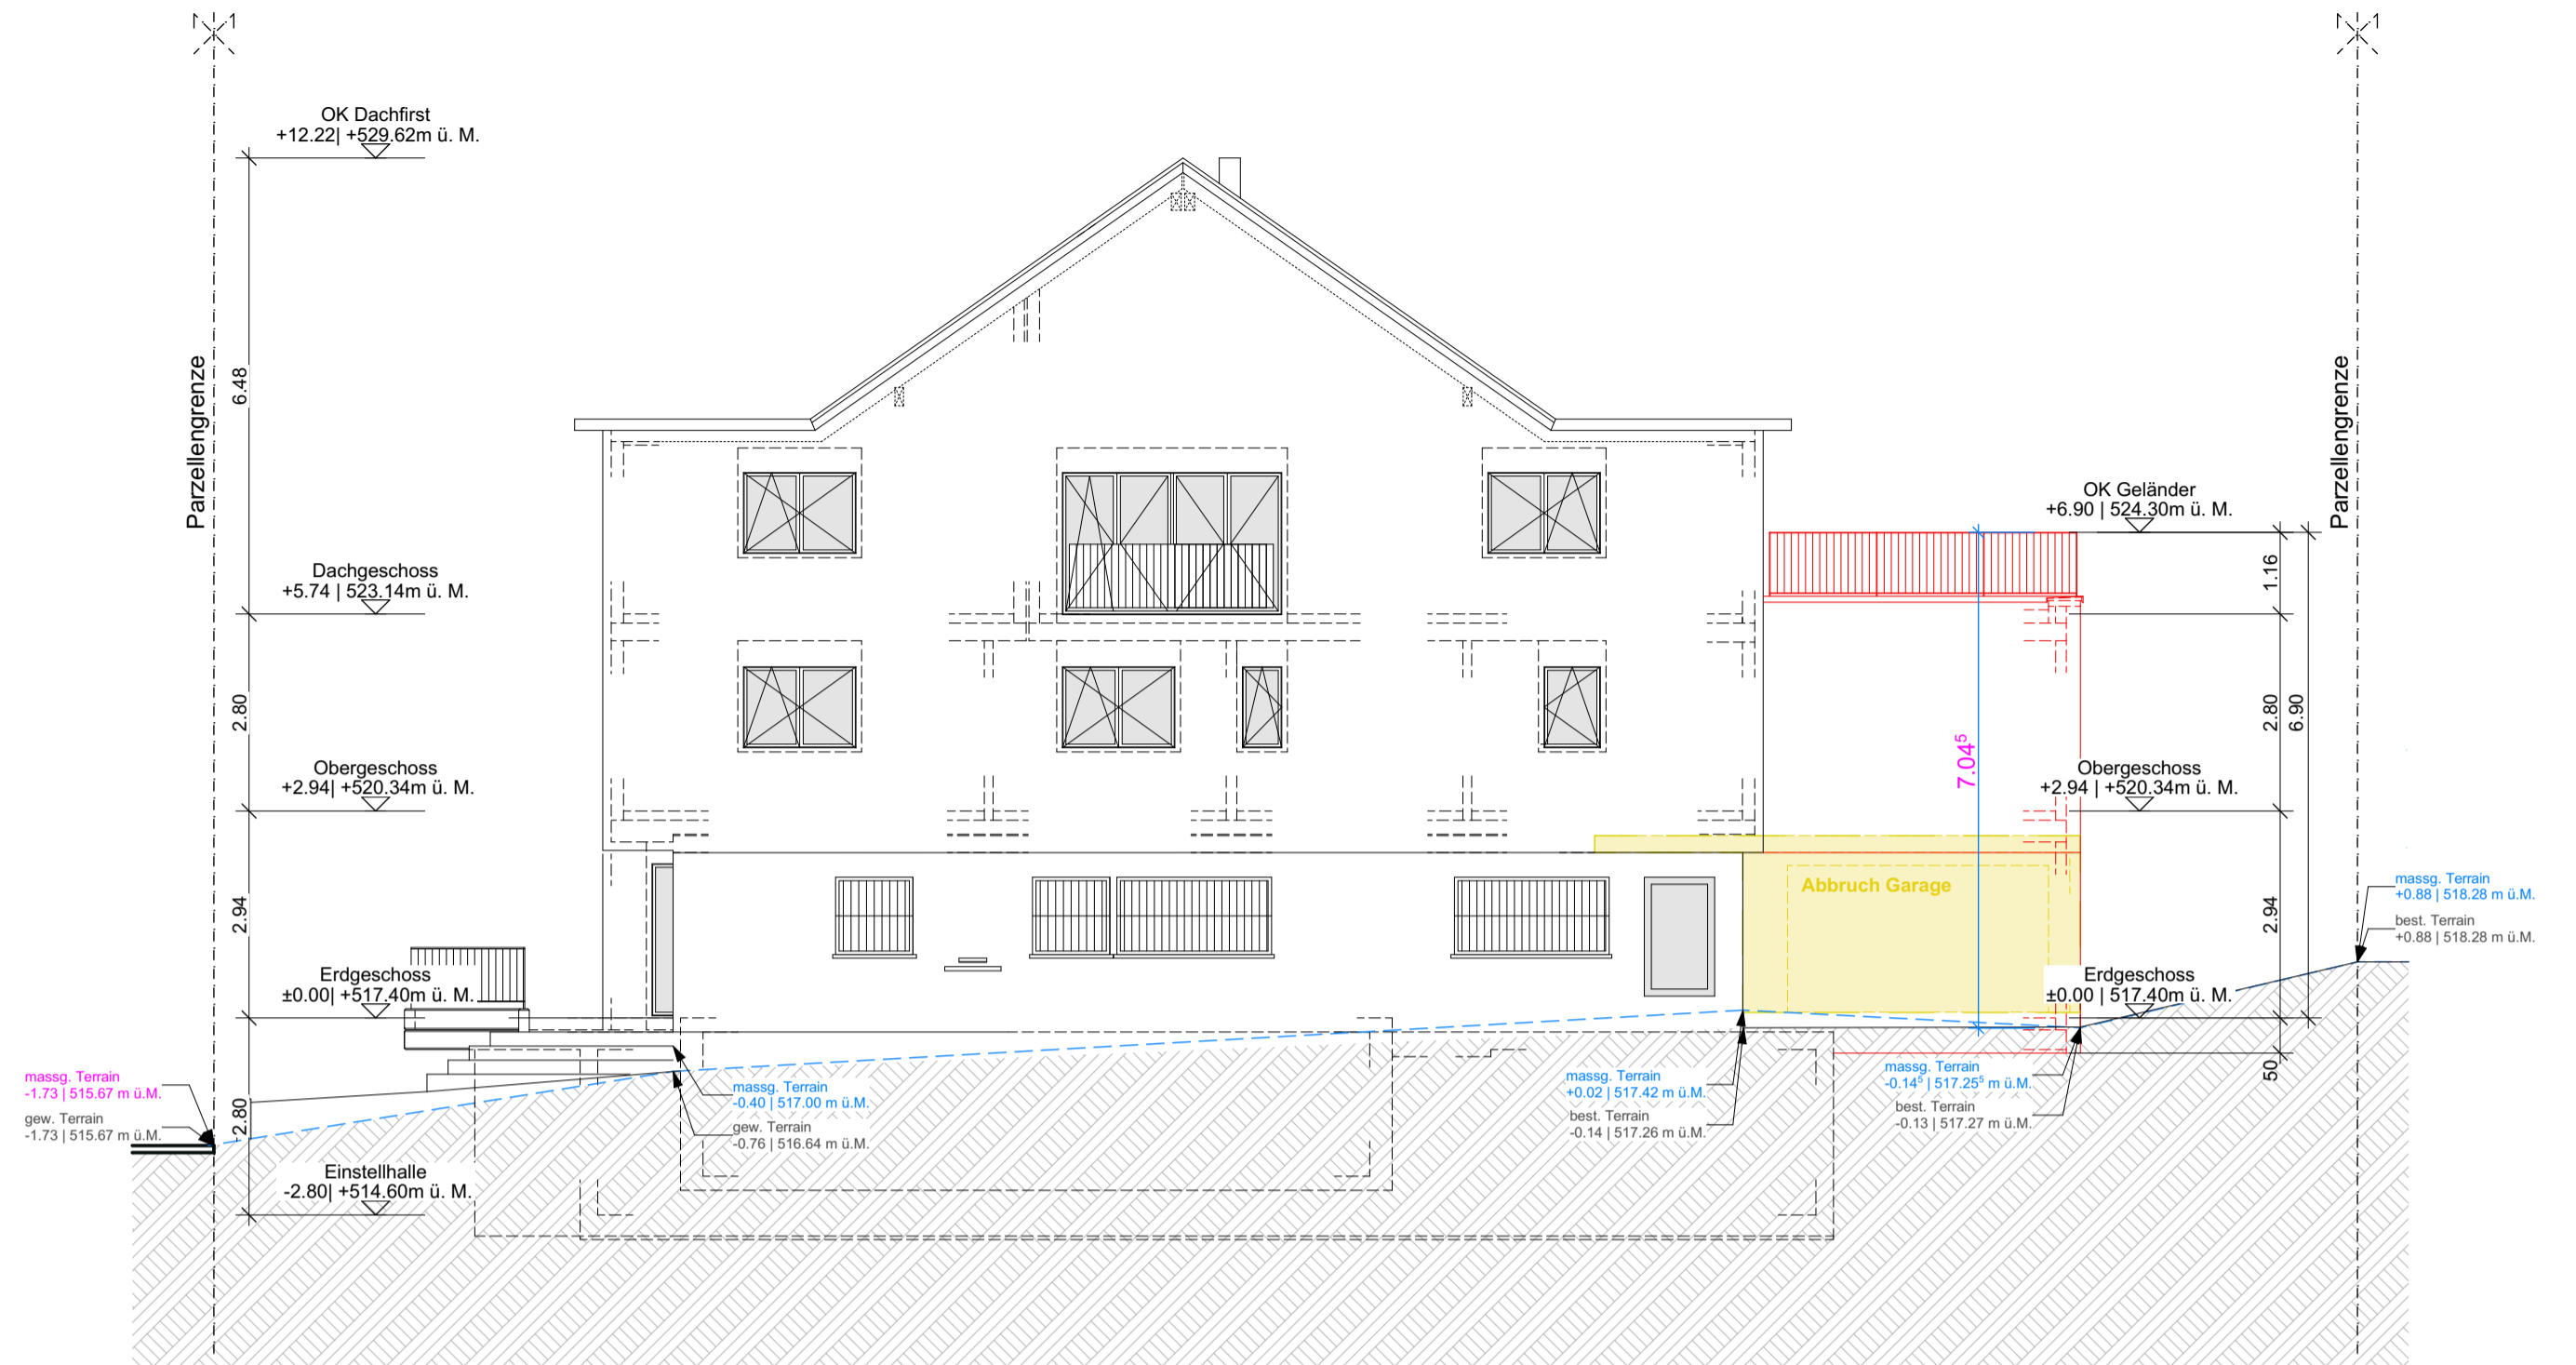 OK Dachfirst
+12.22| +529.62m ü. M.
Parzellengrenze
6.48
Dachgeschoss
+5.74 | 523.14m ü. M.
2.80
Obergeschoss
+2.94| +520.34m ü. M.
2.94
Erdgeschoss
±0.00| +517.40m ü. M.
massg. Terrain
-1.73 | 515.67 m ü.M.
gew. Terrain
-1.73 | 515.67 m ü.M.
2.80
Einstellhalle
-2.80| +514.60m ü. M.
massg. Terrain
-0.40 | 517.00 m ü.M.
gew. Terrain
-0.76 | 516.64 m ü.M.
Abbruch Garage
massg. Terrain
+0.02 | 517.42 m ü.M.
best. Terrain
-0.14 | 517.26 m ü.M.
7.04⁵
massg. Terrain
-0.14⁵ | 517.25⁵ m ü.M.
best. Terrain
-0.13 | 517.27 m ü.M.
OK Geländer
+6.90 | 524.30m ü. M.
1.16
2.80
6.90
Obergeschoss
+2.94 | +520.34m ü. M.
2.94
Erdgeschoss
±0.00 | 517.40m ü. M.
50
Parzellengrenze
massg. Terrain
+0.88 | 518.28 m ü.M.
best. Terrain
+0.88 | 518.28 m ü.M.